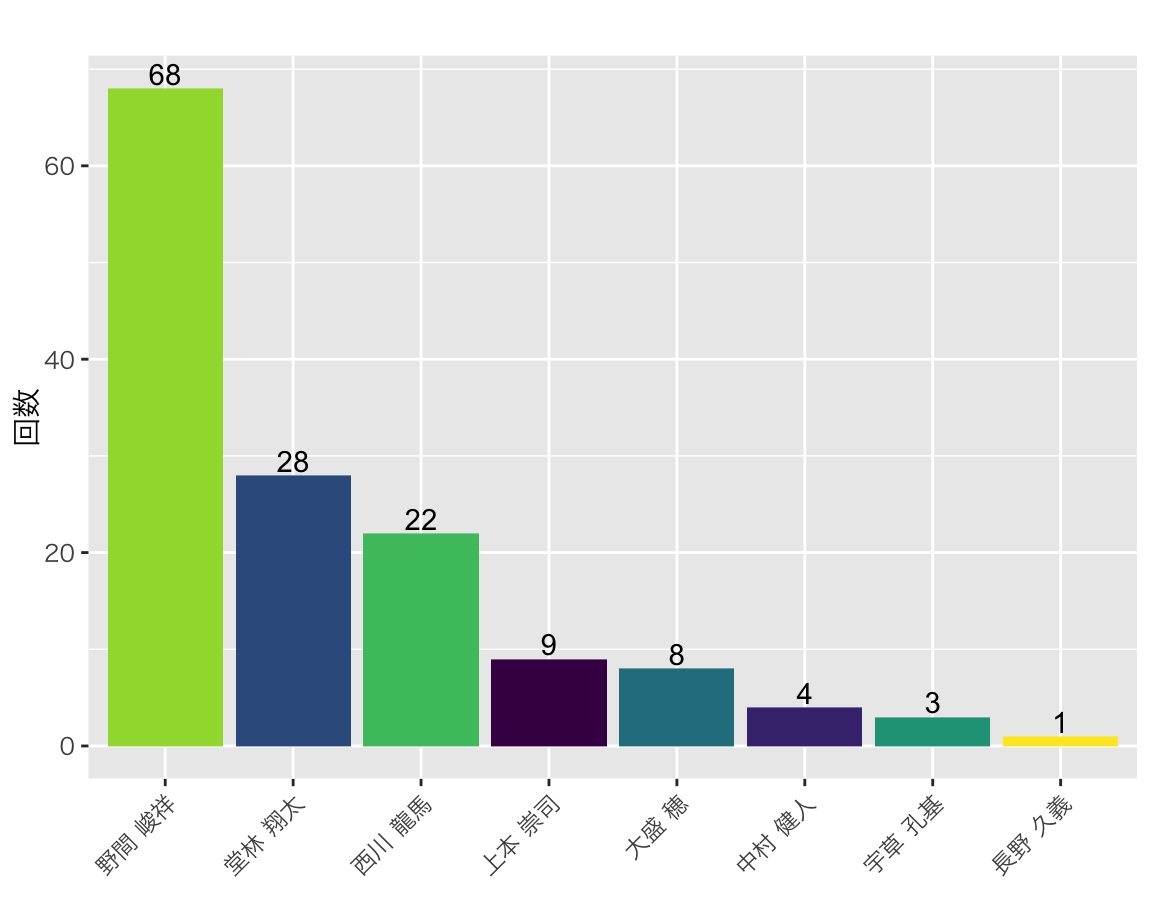 68
28
22
9
8
4
3
1
60
40
20
0
回数
野間 峻祥
堂林 翔太
西川 龍馬
上本 崇司
大盛 穂
中村 健人
宇草 孔基
長野 久義